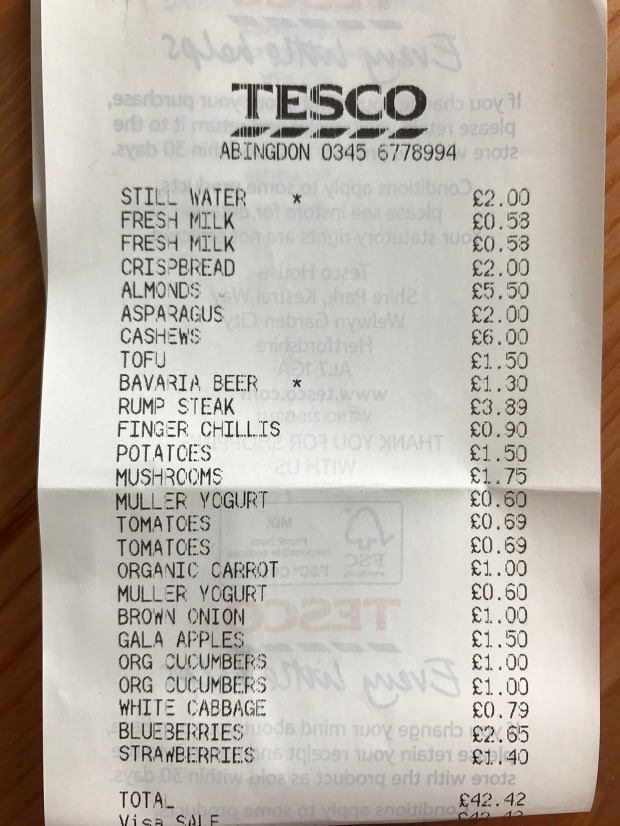 TESCO
ABINGDON 0345 6778994
STILL WATER * £2.00
FRESH MILK £0.58
FRESH MILK £0.58
CRISPBREAD £2.00
ALMONDS £5.50
ASPARAGUS £2.00
CASHEWS £6.00
TOFU £1.50
BAVARIA BEER * £1.30
RUMP STEAK £3.89
FINGER CHILLIS £0.90
POTATOES £1.50
MUSHROOMS £1.75
MULLER YOGURT £0.60
TOMATOES £0.69
TOMATOES £0.69
ORGANIC CARROT £1.00
MULLER YOGURT £0.60
BROWN ONION £1.00
GALA APPLES £1.50
ORG CUCUMBERS £1.00
ORG CUCUMBERS £1.00
WHITE CABBAGE £0.79
BLUEBERRIES £2.65
STRAWBERRIES £1.40
TOTAL £42.42
Visa SALE £42.42